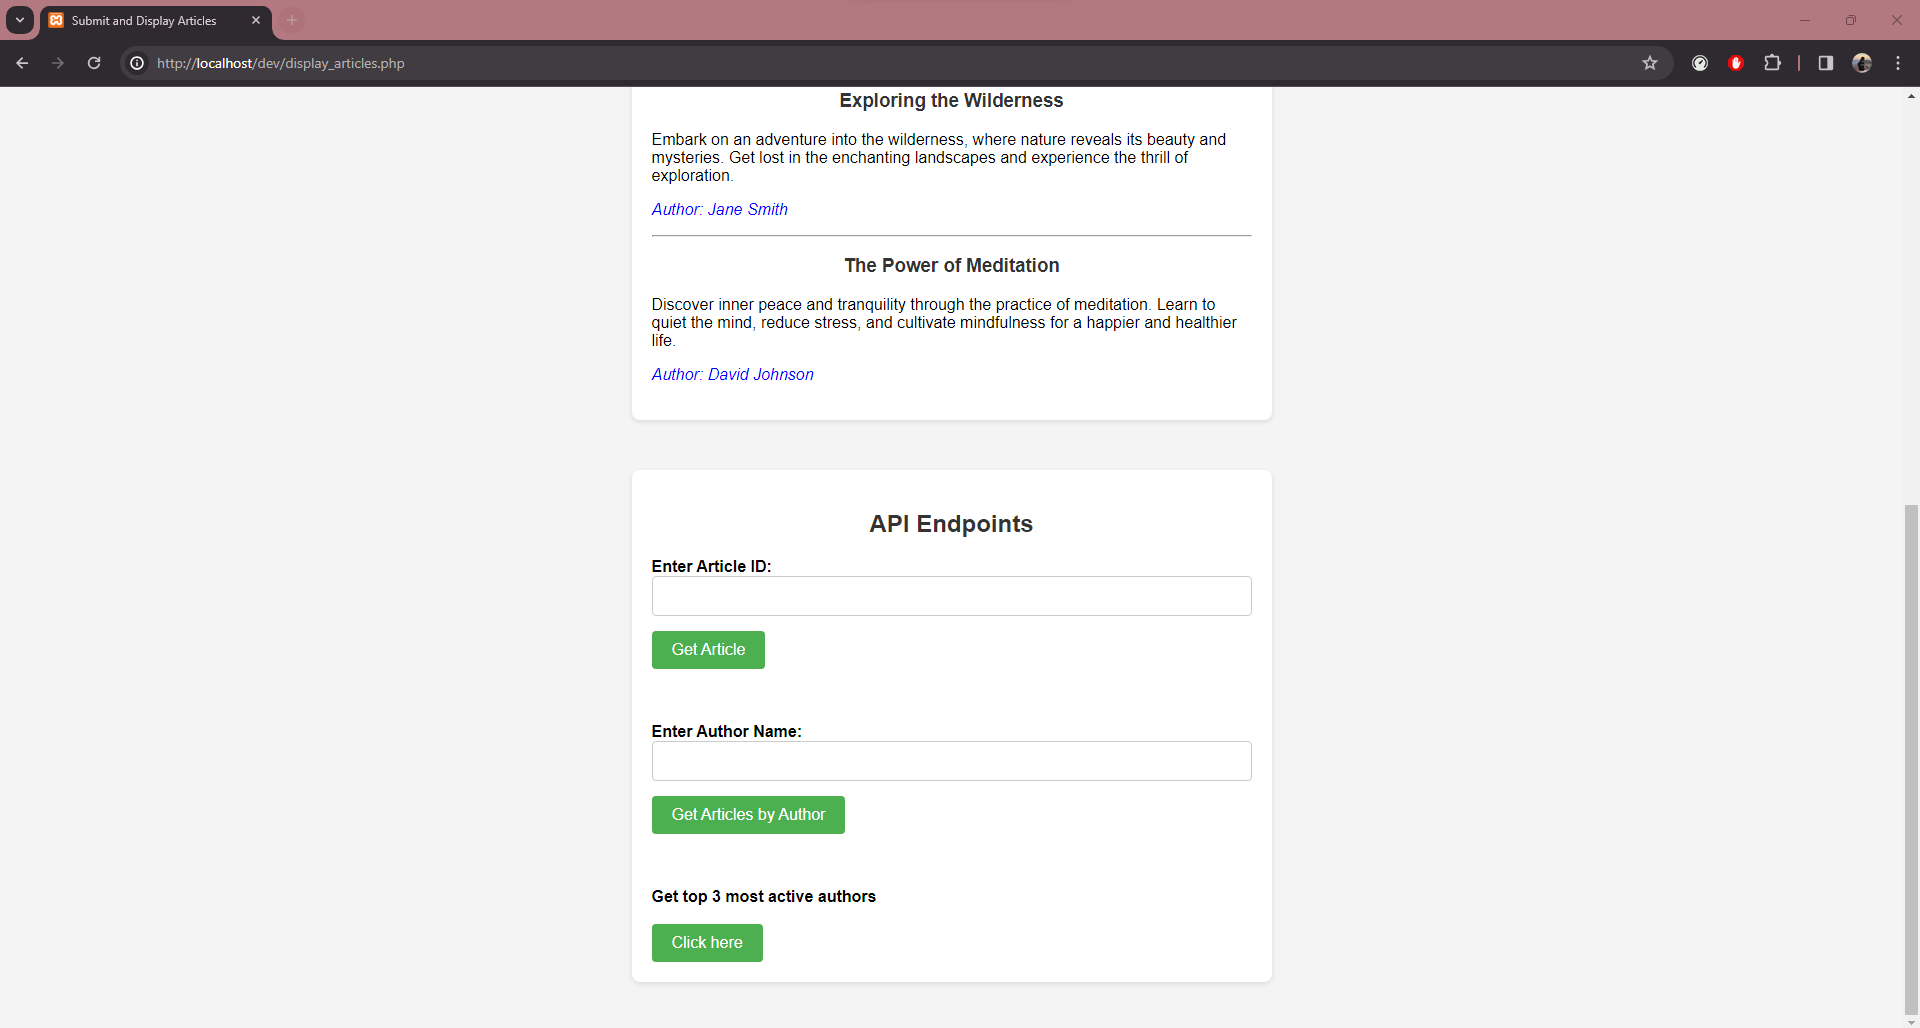 Submit and Display Articles
http://localhost/dev/display_articles.php
Exploring the Wilderness
Embark on an adventure into the wilderness, where nature reveals its beauty and
mysteries. Get lost in the enchanting landscapes and experience the thrill of
exploration.
Author: Jane Smith
The Power of Meditation
Discover inner peace and tranquility through the practice of meditation. Learn to
quiet the mind, reduce stress, and cultivate mindfulness for a happier and healthier
life.
Author: David Johnson
API Endpoints
Enter Article ID:
Get Article
Enter Author Name:
Get Articles by Author
Get top 3 most active authors
Click here